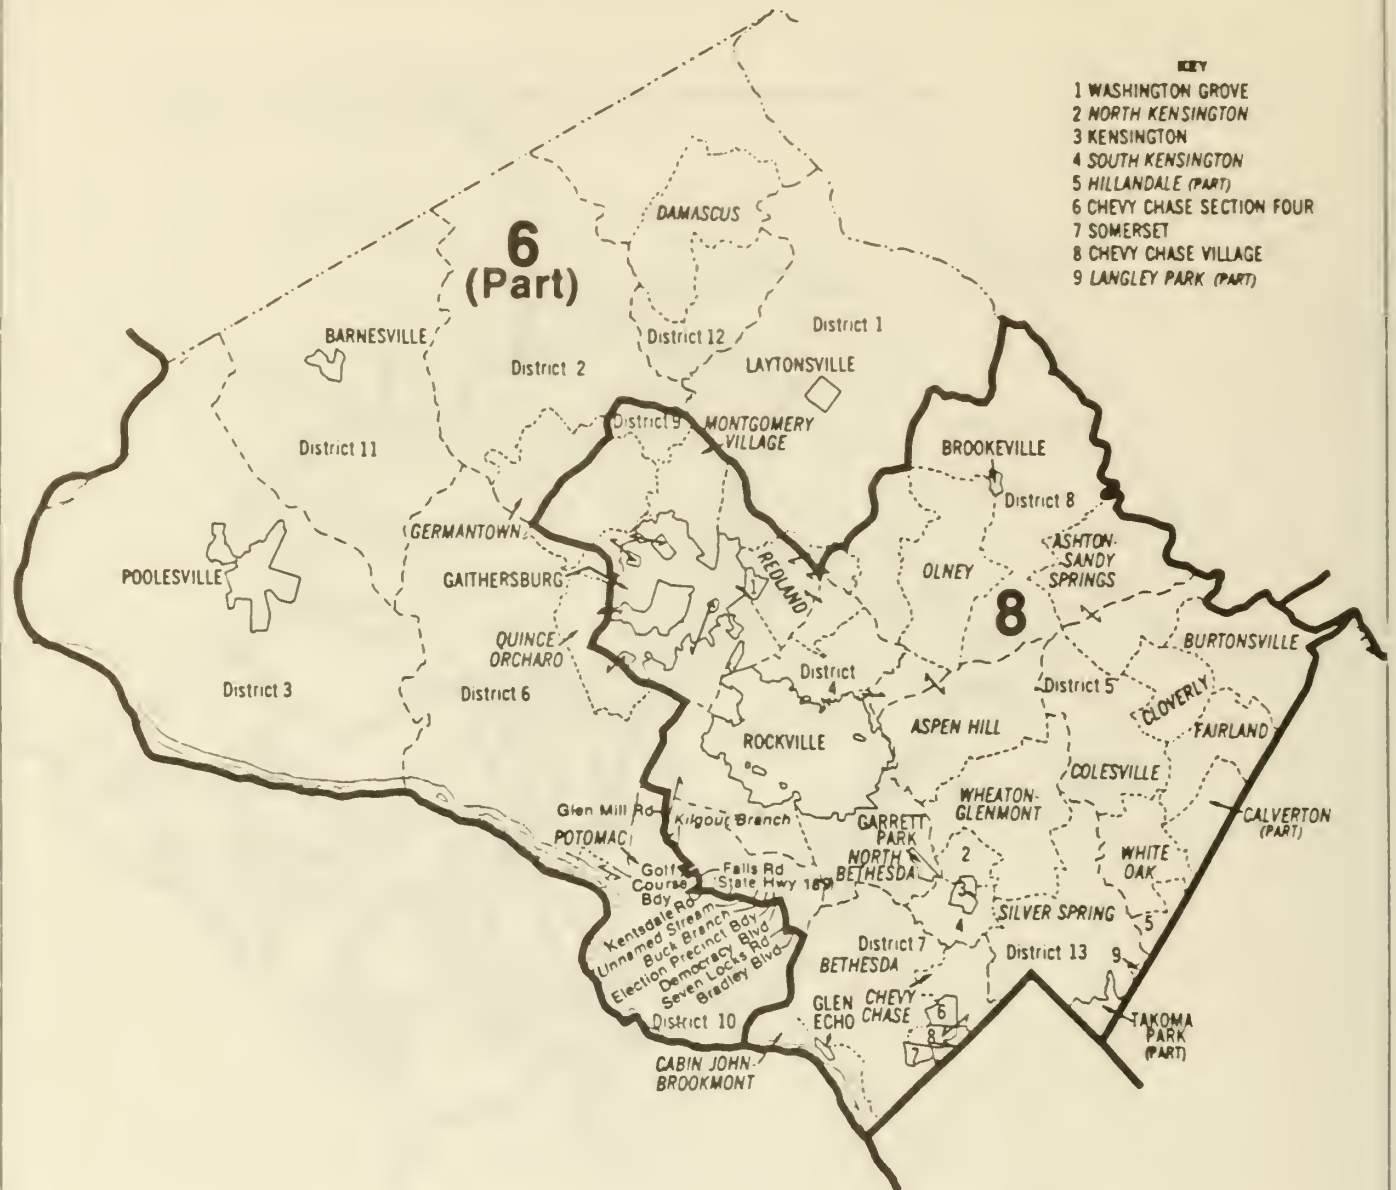 KEY
1 WASHINGTON GROVE
2 NORTH KENSINGTON
3 KENSINGTON
4 SOUTH KENSINGTON
5 HILLANDALE (PART)
6 CHEVY CHASE SECTION FOUR
7 SOMERSET
8 CHEVY CHASE VILLAGE
9 LANGLEY PARK (PART)
DAMASCUS
6
(Part)
BARNESVILLE
District 12
District 1
District 2
LAYTONSVILLE
District 9
MONTGOMERY
VILLAGE
District 11
BROOKEVILLE
District 8
GERMANTOWN
ASHTON-
SANDY
SPRINGS
REDLAND
OLNEY
GAITHERSBURG
POOLESVILLE
1
8
QUINCE
ORCHARO
BURTONSVILLE
District 3
District 6
District
4
District 5
CLOVERLY
ROCKVILLE
ASPEN HILL
FAIRLAND
COLESVILLE
WHEATON-
GLENMONT
Glen Mill Rd
Kilgour Branch
GARRETT
PARK
CALVERTON
(PART)
POTOMAC
NORTH
BETHESDA
2
WHITE
OAK
Golf
Course
Bdy
Falls Rd
State Hwy 189
3
Kentsdale Rd
Unnamed Stream
Buck Branch
Election Precinct Bdy
Democracy Blvd
Seven Locks Rd
Bradley Blvd
4
SILVER SPRING
5
District 7
BETHESDA
District 13
9
GLEN
ECHO
CHEVY
CHASE
6
District 10
8
7
TAKOMA
PARK
(PART)
CABIN JOHN-
BROOKMONT